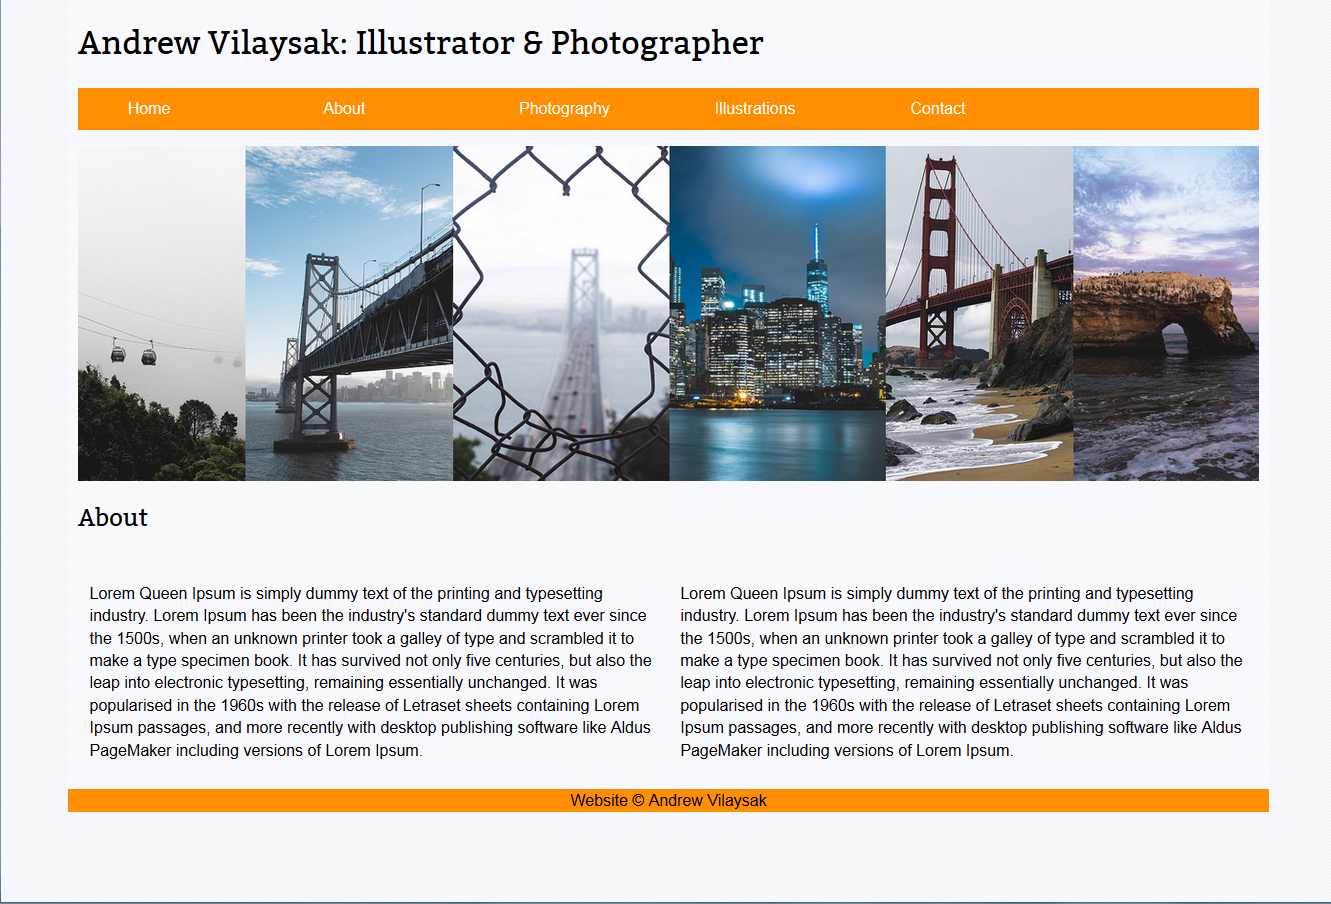 Andrew Vilaysak: Illustrator & Photographer
Home About Photography Illustrations Contact
About
Lorem Queen Ipsum is simply dummy text of the printing and typesetting
industry. Lorem Ipsum has been the industry's standard dummy text ever since
the 1500s, when an unknown printer took a galley of type and scrambled it to
make a type specimen book. It has survived not only five centuries, but also the
leap into electronic typesetting, remaining essentially unchanged. It was
popularised in the 1960s with the release of Letraset sheets containing Lorem
Ipsum passages, and more recently with desktop publishing software like Aldus
PageMaker including versions of Lorem Ipsum.
Lorem Queen Ipsum is simply dummy text of the printing and typesetting
industry. Lorem Ipsum has been the industry's standard dummy text ever since
the 1500s, when an unknown printer took a galley of type and scrambled it to
make a type specimen book. It has survived not only five centuries, but also the
leap into electronic typesetting, remaining essentially unchanged. It was
popularised in the 1960s with the release of Letraset sheets containing Lorem
Ipsum passages, and more recently with desktop publishing software like Aldus
PageMaker including versions of Lorem Ipsum.
Website © Andrew Vilaysak